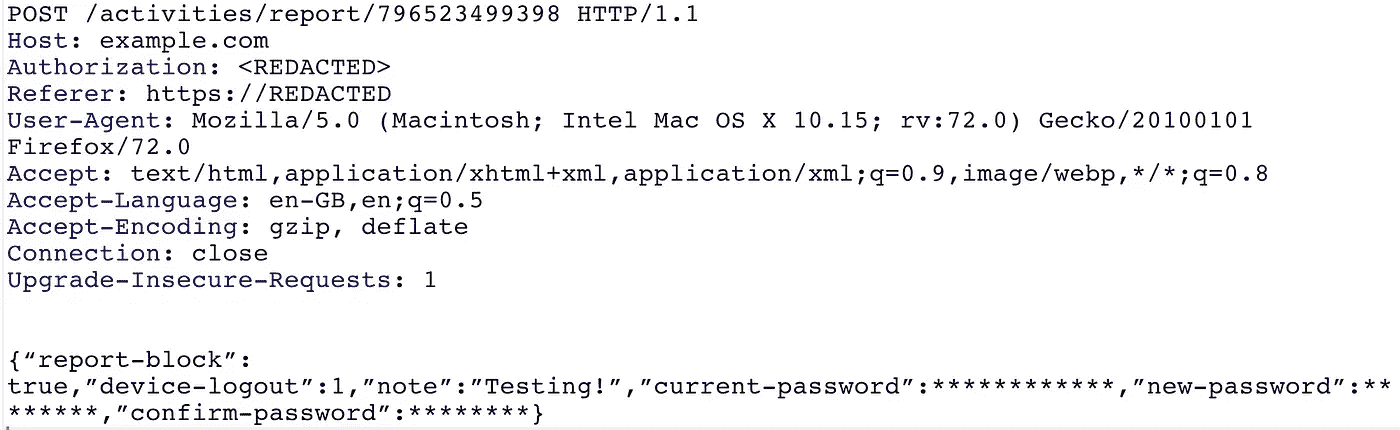 POST /activities/report/796523499398 HTTP/1.1
Host: example.com
Authorization: <REDACTED>
Referer: https://REDACTED
User-Agent: Mozilla/5.0 (Macintosh; Intel Mac OS X 10.15; rv:72.0) Gecko/20100101
Firefox/72.0
Accept: text/html,application/xhtml+xml,application/xml;q=0.9,image/webp,*/*;q=0.8
Accept-Language: en-GB,en;q=0.5
Accept-Encoding: gzip, deflate
Connection: close
Upgrade-Insecure-Requests: 1
{“report-block”:
true,”device-logout”:1,”note”:”Testing!”,”current-password”:************,”new-password”:**
******,”confirm-password”:********}